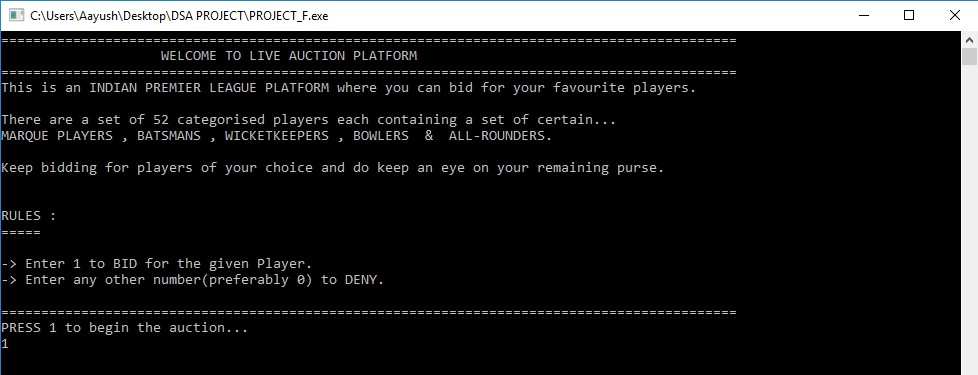 C:\Users\Aayush\Desktop\DSA PROJECT\PROJECT_F.exe
============================================================================================
WELCOME TO LIVE AUCTION PLATFORM
============================================================================================
This is an INDIAN PREMIER LEAGUE PLATFORM where you can bid for your favourite players.
There are a set of 52 categorised players each containing a set of certain...
MARQUE PLAYERS , BATSMANS , WICKETKEEPERS , BOWLERS  &  ALL-ROUNDERS.
Keep bidding for players of your choice and do keep an eye on your remaining purse.
RULES :
=====
-> Enter 1 to BID for the given Player.
-> Enter any other number(preferably 0) to DENY.
============================================================================================
PRESS 1 to begin the auction...
1